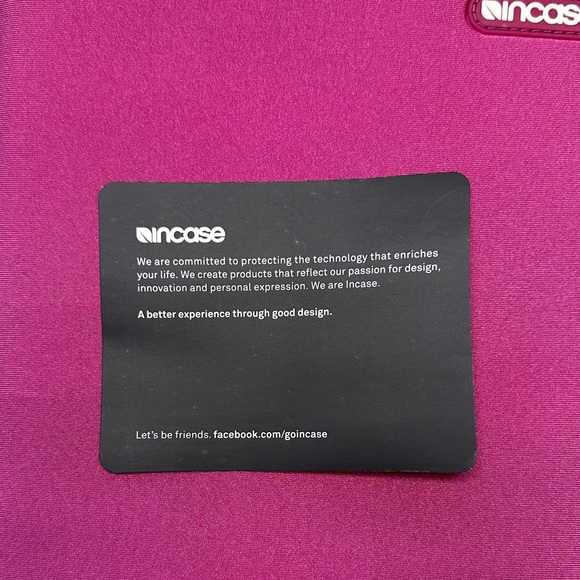 incase
incase
We are committed to protecting the technology that enriches
your life. We create products that reflect our passion for design,
innovation and personal expression. We are Incase.
A better experience through good design.
Let's be friends. facebook.com/goincase